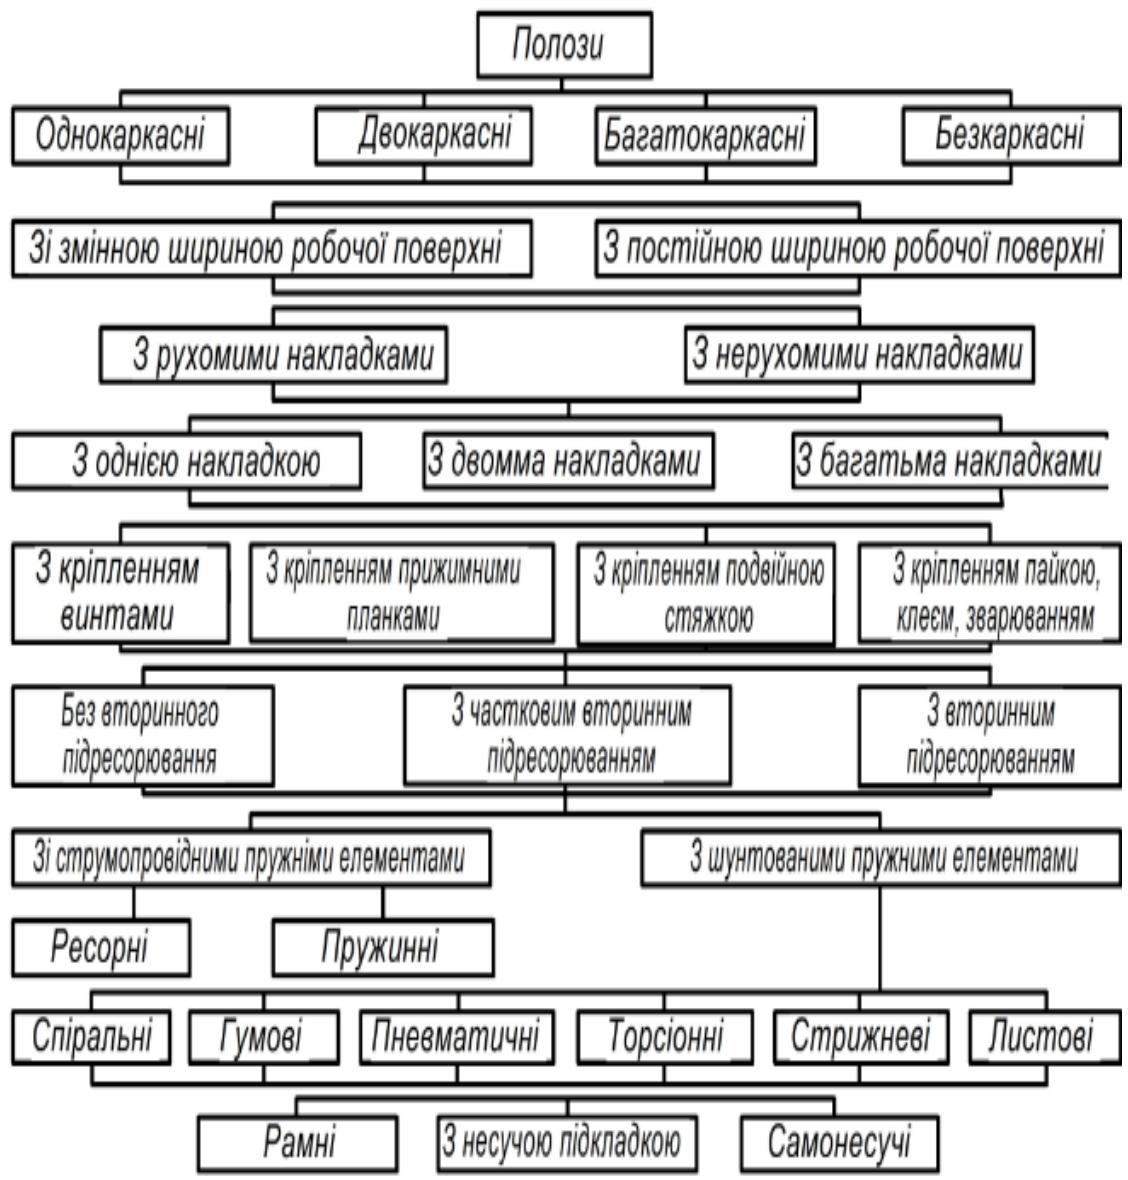 Полози
Однокаркасні Двокаркасні Багатокаркасні Безкаркасні
Зі змінною шириною робочої поверхні З постійною шириною робочої поверхні
З рухомими накладками З нерухомими накладками
З однією накладкою З двомма накладками З багатьма накладками
З кріпленням
винтами
З кріпленням прижимними
планками
З кріпленням подвійною
стяжкою
З кріпленням пайкою,
клеєм, зварюванням
Без вторинного
підресорювання
З частковим вторинним
підресорюванням
З вторинним
підресорюванням
Зі струмопровідними пружніми елементами З шунтованими пружними елементами
Ресорні Пружинні
Спіральні Гумові Пневматичні Торсіонні Стрижневі Листові
Рамні З несучою підкладкою Самонесучі